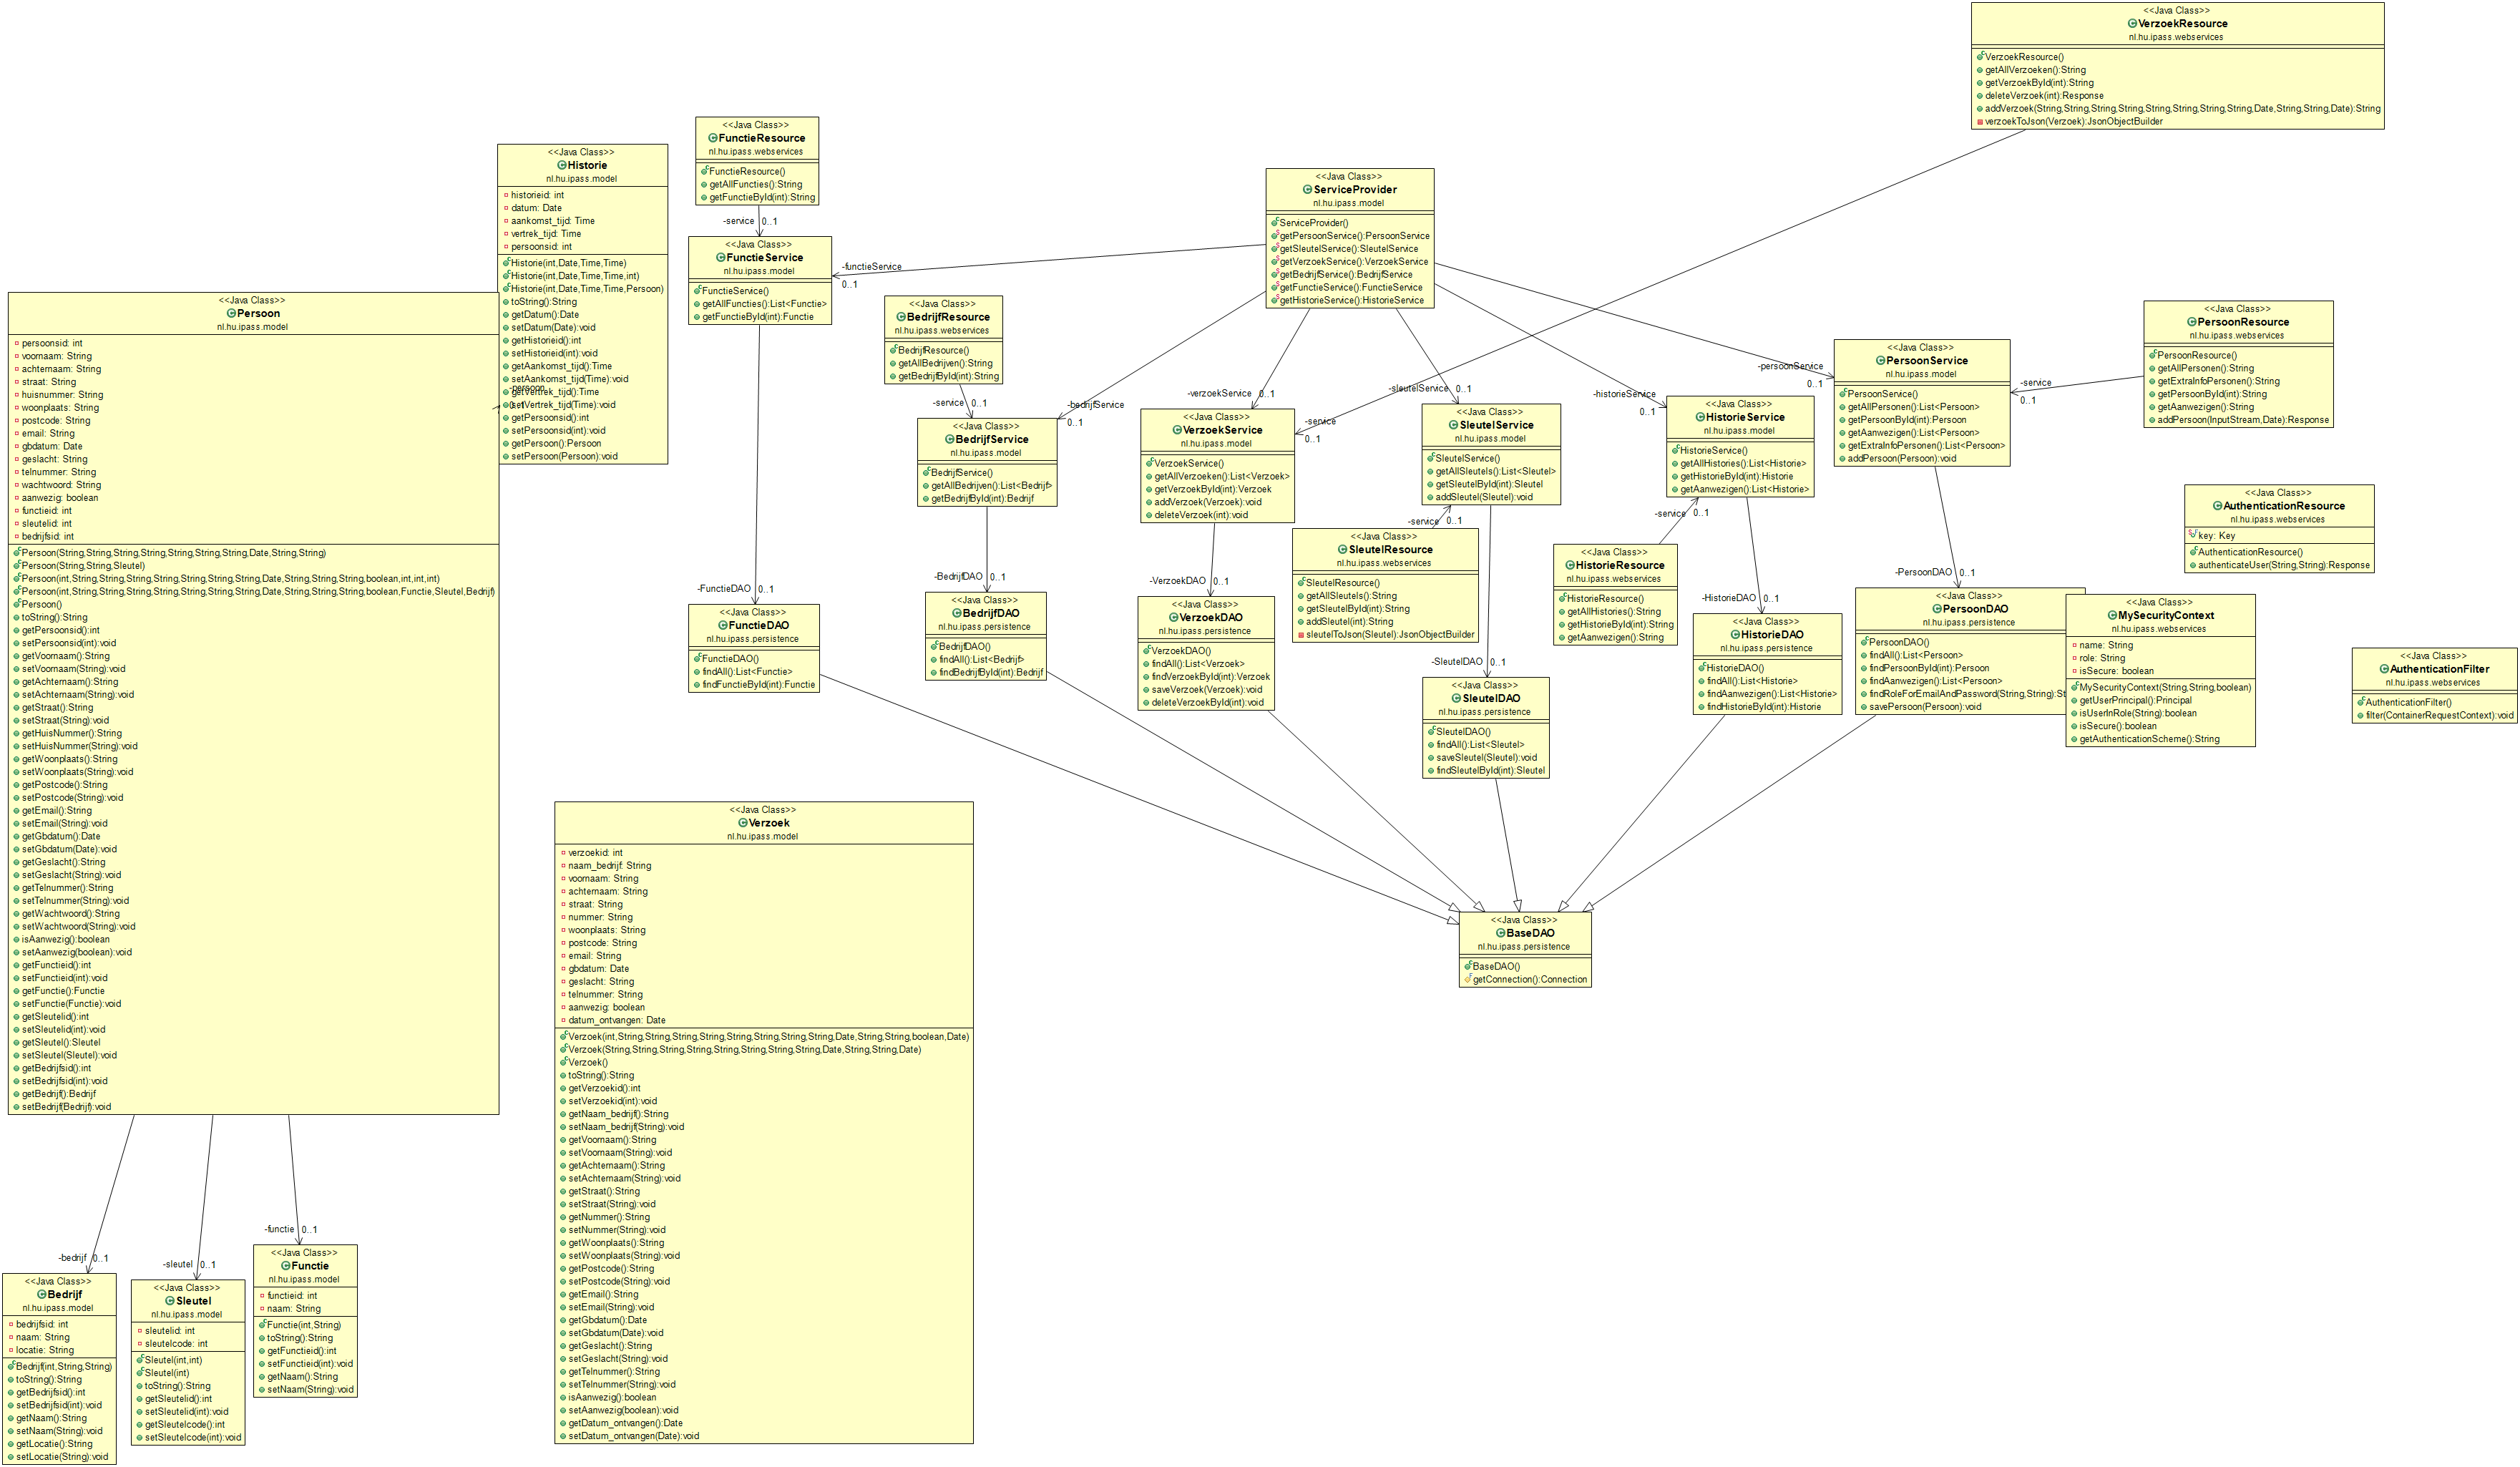 <<Java Class>>
VerzoekResource
nl.hu.ipass.webservices
VerzoekResource()
getAllVerzoeken():String
getVerzoekById(int):String
deleteVerzoek(int):Response
addVerzoek(String,String,String,String,String,String,String,String,Date,String,String,Date):String
verzoekToJson(Verzoek):JsonObjectBuilder
<<Java Class>>
FunctieResource
nl.hu.ipass.webservices
FunctieResource()
getAllFuncties():String
getFunctieById(int):String
-service 0..1
<<Java Class>>
Historie
nl.hu.ipass.model
historieid: int
datum: Date
aankomst_tijd: Time
vertrek_tijd: Time
persoonsid: int
Historie(int,Date,Time,Time)
Historie(int,Date,Time,Time,int)
Historie(int,Date,Time,Time,Persoon)
toString():String
getDatum():Date
setDatum(Date):void
getHistorieid():int
setHistorieid(int):void
getAankomst_tijd():Time
setAankomst_tijd(Time):void
-persoon
getVertrek_tijd():Time
setVertrek_tijd(Time):void
getPersoonsid():int
setPersoonsid(int):void
getPersoon():Persoon
setPersoon(Persoon):void
<<Java Class>>
ServiceProvider
nl.hu.ipass.model
ServiceProvider()
getPersoonService():PersoonService
getSleutelService():SleutelService
getVerzoekService():VerzoekService
getBedrijfService():BedrijfService
getFunctieService():FunctieService
getHistorieService():HistorieService
<<Java Class>>
FunctieService
nl.hu.ipass.model
FunctieService()
getAllFuncties():List<Functie>
getFunctieById(int):Functie
-functieService
0..1
<<Java Class>>
Persoon
nl.hu.ipass.model
persoonsid: int
voornaam: String
achternaam: String
straat: String
huisnummer: String
woonplaats: String
postcode: String
email: String
gbdatum: Date
geslacht: String
telnummer: String
wachtwoord: String
aanwezig: boolean
functieid: int
sleutelid: int
bedrijfsid: int
Persoon(String,String,String,String,String,String,String,Date,String,String)
Persoon(String,String,Sleutel)
Persoon(int,String,String,String,String,String,String,String,Date,String,String,String,boolean,int,int,int)
Persoon(int,String,String,String,String,String,String,String,Date,String,String,String,boolean,Functie,Sleutel,Bedrijf)
Persoon()
toString():String
getPersoonsid():int
setPersoonsid(int):void
getVoornaam():String
setVoornaam(String):void
getAchternaam():String
setAchternaam(String):void
getStraat():String
setStraat(String):void
getHuisNummer():String
setHuisNummer(String):void
getWoonplaats():String
setWoonplaats(String):void
getPostcode():String
setPostcode(String):void
getEmail():String
setEmail(String):void
getGbdatum():Date
setGbdatum(Date):void
getGeslacht():String
setGeslacht(String):void
getTelnummer():String
setTelnummer(String):void
getWachtwoord():String
setWachtwoord(String):void
isAanwezig():boolean
setAanwezig(boolean):void
getFunctieid():int
setFunctieid(int):void
getFunctie():Functie
setFunctie(Functie):void
getSleutelid():int
setSleutelid(int):void
getSleutel():Sleutel
setSleutel(Sleutel):void
getBedrijfsid():int
setBedrijfsid(int):void
getBedrijf():Bedrijf
setBedrijf(Bedrijf):void
<<Java Class>>
BedrijfResource
nl.hu.ipass.webservices
BedrijfResource()
getAllBedrijven():String
getBedrijfById(int):String
-service 0..1
<<Java Class>>
PersoonResource
nl.hu.ipass.webservices
PersoonResource()
getAllPersonen():String
getExtraInfoPersonen():String
getPersoonById(int):String
getAanwezigen():String
addPersoon(InputStream,Date):Response
-service
0..1
<<Java Class>>
PersoonService
nl.hu.ipass.model
PersoonService()
getAllPersonen():List<Persoon>
getPersoonById(int):Persoon
getAanwezigen():List<Persoon>
getExtraInfoPersonen():List<Persoon>
addPersoon(Persoon):void
-persoonService
0..1
-bedrijfService
0..1
<<Java Class>>
BedrijfService
nl.hu.ipass.model
BedrijfService()
getAllBedrijven():List<Bedrijf>
getBedrijfById(int):Bedrijf
-verzoekService 0..1
<<Java Class>>
VerzoekService
nl.hu.ipass.model
VerzoekService()
getAllVerzoeken():List<Verzoek>
getVerzoekById(int):Verzoek
addVerzoek(Verzoek):void
deleteVerzoek(int):void
-service
0..1
-sleutelService 0..1
<<Java Class>>
SleutelService
nl.hu.ipass.model
SleutelService()
getAllSleutels():List<Sleutel>
getSleutelById(int):Sleutel
addSleutel(Sleutel):void
-service 0..1
-historieService
0..1
<<Java Class>>
HistorieService
nl.hu.ipass.model
HistorieService()
getAllHistories():List<Historie>
getHistorieById(int):Historie
getAanwezigen():List<Historie>
-service 0..1
<<Java Class>>
AuthenticationResource
nl.hu.ipass.webservices
key: Key
AuthenticationResource()
authenticateUser(String,String):Response
<<Java Class>>
SleutelResource
nl.hu.ipass.webservices
SleutelResource()
getAllSleutels():String
getSleutelById(int):String
addSleutel(int):String
sleutelToJson(Sleutel):JsonObjectBuilder
<<Java Class>>
HistorieResource
nl.hu.ipass.webservices
HistorieResource()
getAllHistories():String
getHistorieById(int):String
getAanwezigen():String
-FunctieDAO 0..1
<<Java Class>>
FunctieDAO
nl.hu.ipass.persistence
FunctieDAO()
findAll():List<Functie>
findFunctieById(int):Functie
-BedrijfDAO 0..1
<<Java Class>>
BedrijfDAO
nl.hu.ipass.persistence
BedrijfDAO()
findAll():List<Bedrijf>
findBedrijfById(int):Bedrijf
-VerzoekDAO 0..1
<<Java Class>>
VerzoekDAO
nl.hu.ipass.persistence
VerzoekDAO()
findAll():List<Verzoek>
findVerzoekById(int):Verzoek
saveVerzoek(Verzoek):void
deleteVerzoekById(int):void
-SleutelDAO 0..1
<<Java Class>>
SleutelDAO
nl.hu.ipass.persistence
SleutelDAO()
findAll():List<Sleutel>
saveSleutel(Sleutel):void
findSleutelById(int):Sleutel
-HistorieDAO 0..1
<<Java Class>>
HistorieDAO
nl.hu.ipass.persistence
HistorieDAO()
findAll():List<Historie>
findAanwezigen():List<Historie>
findHistorieById(int):Historie
-PersoonDAO 0..1
<<Java Class>>
PersoonDAO
nl.hu.ipass.persistence
PersoonDAO()
findAll():List<Persoon>
findPersoonById(int):Persoon
findAanwezigen():List<Persoon>
findRoleForEmailAndPassword(String,String):St
savePersoon(Persoon):void
<<Java Class>>
MySecurityContext
nl.hu.ipass.webservices
name: String
role: String
isSecure: boolean
MySecurityContext(String,String,boolean)
getUserPrincipal():Principal
isUserInRole(String):boolean
isSecure():boolean
getAuthenticationScheme():String
<<Java Class>>
AuthenticationFilter
nl.hu.ipass.webservices
AuthenticationFilter()
filter(ContainerRequestContext):void
<<Java Class>>
BaseDAO
nl.hu.ipass.persistence
BaseDAO()
getConnection():Connection
<<Java Class>>
Verzoek
nl.hu.ipass.model
verzoekid: int
naam_bedrijf: String
voornaam: String
achternaam: String
straat: String
nummer: String
woonplaats: String
postcode: String
email: String
gbdatum: Date
geslacht: String
telnummer: String
aanwezig: boolean
datum_ontvangen: Date
Verzoek(int,String,String,String,String,String,String,String,String,Date,String,String,boolean,Date)
Verzoek(String,String,String,String,String,String,String,String,Date,String,String,Date)
Verzoek()
toString():String
getVerzoekid():int
setVerzoekid(int):void
getNaam_bedrijf():String
setNaam_bedrijf(String):void
getVoornaam():String
setVoornaam(String):void
getAchternaam():String
setAchternaam(String):void
getStraat():String
setStraat(String):void
getNummer():String
setNummer(String):void
getWoonplaats():String
setWoonplaats(String):void
getPostcode():String
setPostcode(String):void
getEmail():String
setEmail(String):void
getGbdatum():Date
setGbdatum(Date):void
getGeslacht():String
setGeslacht(String):void
getTelnummer():String
setTelnummer(String):void
isAanwezig():boolean
setAanwezig(boolean):void
getDatum_ontvangen():Date
setDatum_ontvangen(Date):void
-bedrijf 0..1
<<Java Class>>
Bedrijf
nl.hu.ipass.model
bedrijfsid: int
naam: String
locatie: String
Bedrijf(int,String,String)
toString():String
getBedrijfsid():int
setBedrijfsid(int):void
getNaam():String
setNaam(String):void
getLocatie():String
setLocatie(String):void
-sleutel 0..1
<<Java Class>>
Sleutel
nl.hu.ipass.model
sleutelid: int
sleutelcode: int
Sleutel(int,int)
Sleutel(int)
toString():String
getSleutelid():int
setSleutelid(int):void
getSleutelcode():int
setSleutelcode(int):void
-functie 0..1
<<Java Class>>
Functie
nl.hu.ipass.model
functieid: int
naam: String
Functie(int,String)
toString():String
getFunctieid():int
setFunctieid(int):void
getNaam():String
setNaam(String):void